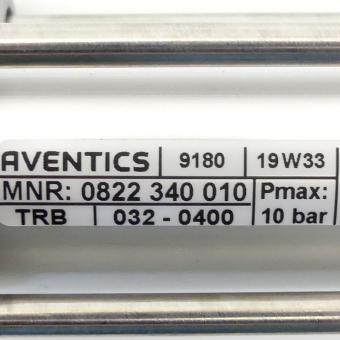 AVENTICS 9180 19W33
MNR: 0822 340 010 Pmax:
TRB 032 - 0400 10 bar